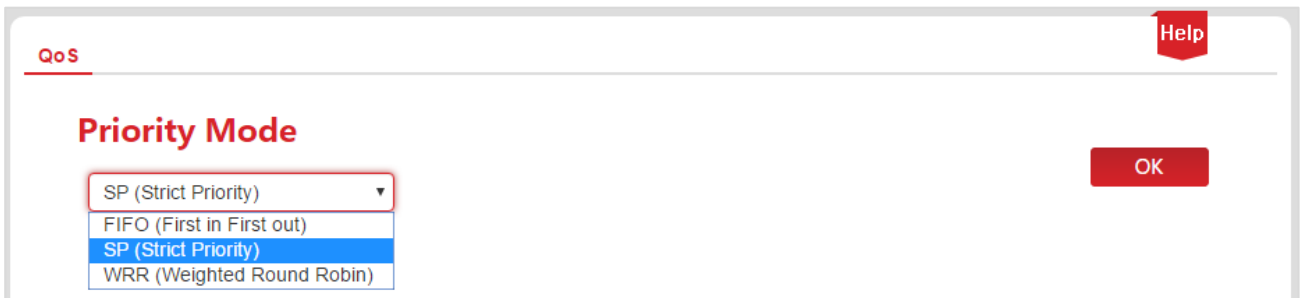 Help
QoS
Priority Mode
OK
SP (Strict Priority)
FIFO (First in First out)
SP (Strict Priority)
WRR (Weighted Round Robin)